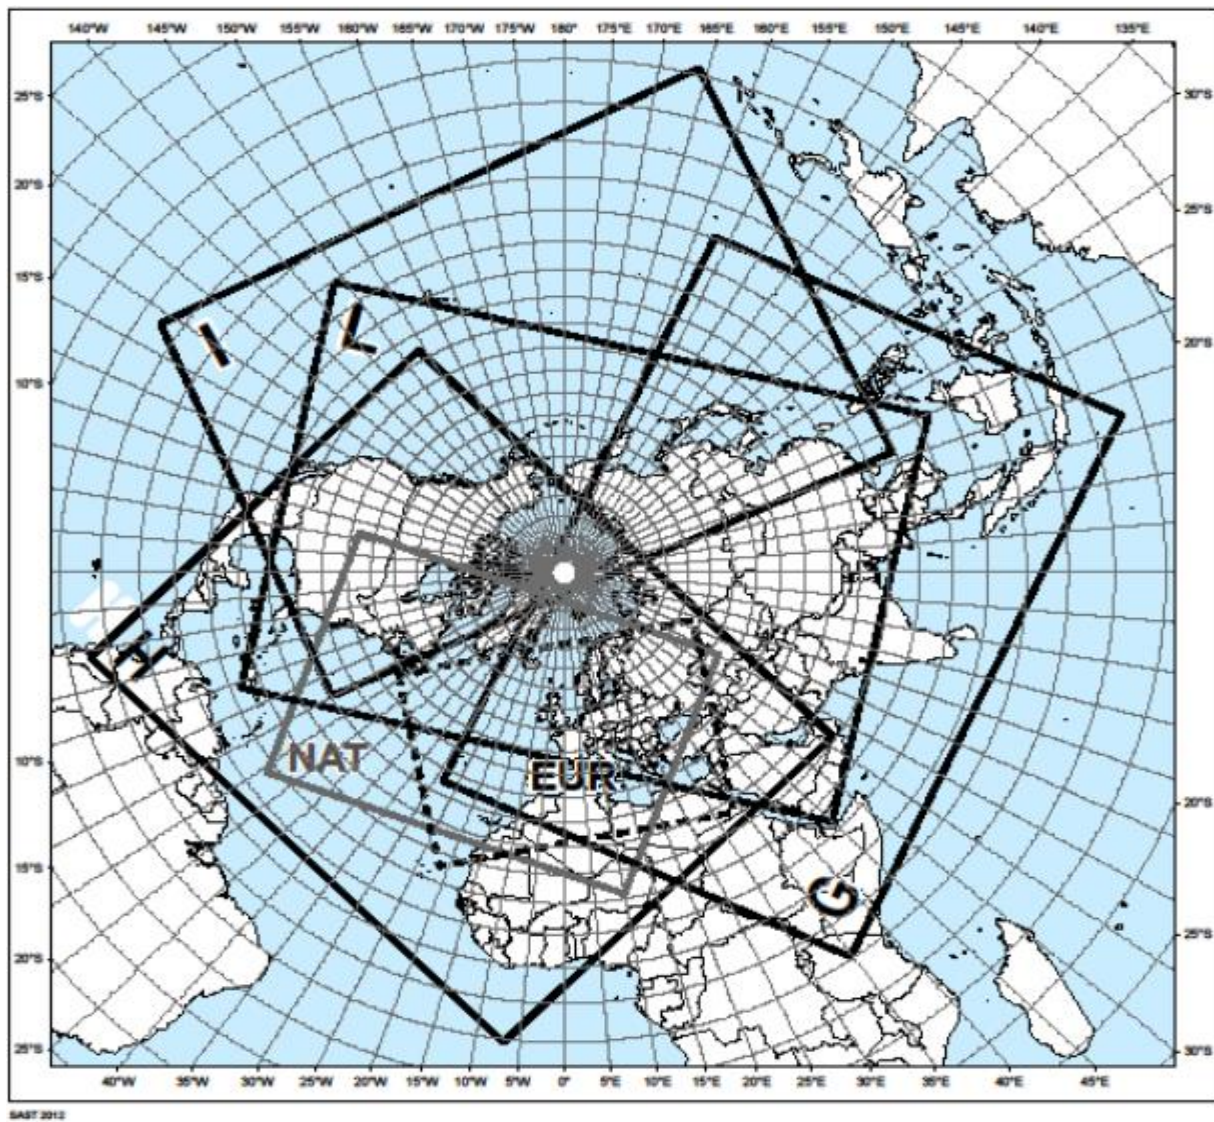 140°W 145°W 150°W 155°W 160°W 165°W 170°W 175°W 180° 175°E 170°E 165°E 160°E 155°E 150°E 145°E 140°E 135°E
25°S 30°S
20°S
25°S
15°S
I L
20°S
10°S
H
NAT EUR
10°S
20°S
15°S
G
25°S
20°S
25°S 30°S
40°W 35°W 30°W 25°W 20°W 15°W 10°W 5°W 0° 5°E 10°E 15°E 20°E 25°E 30°E 35°E 40°E 45°E
SAST 2012